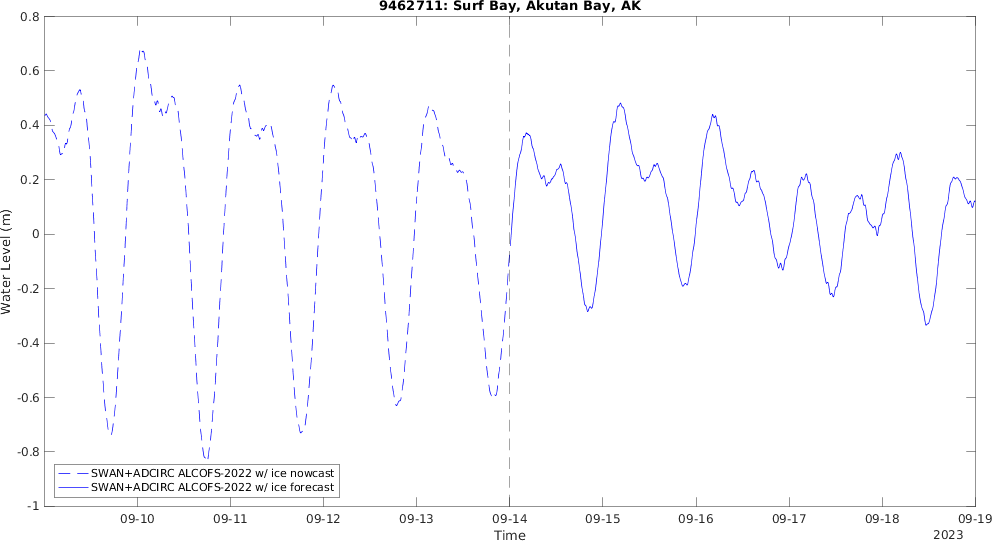 9462711: Surf Bay, Akutan Bay, AK
Water Level (m)
0.8
0.6
0.4
0.2
0
-0.2
-0.4
-0.6
-0.8
-1
SWAN+ADCIRC ALCOFS-2022 w/ ice nowcast
SWAN+ADCIRC ALCOFS-2022 w/ ice forecast
09-10 09-11 09-12 09-13 09-14 09-15 09-16 09-17 09-18 09-19
Time
2023